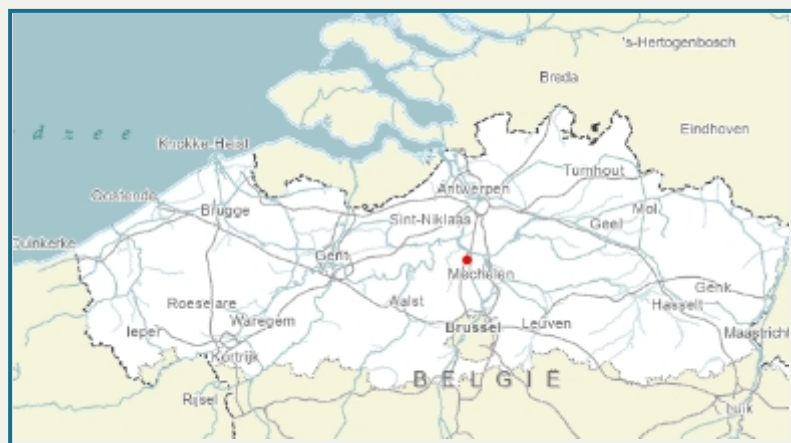 's-Hertogenbosch
Breda
Eindhoven
dzee
Knokke-Heist
Turnhout
Antwerpen
Oostende
Brugge
Sint-Niklaas
Mol
Geel
Duinkerke
Gent
Mechelen
Genk
Roeselare
Aalst
Hasselt
Ieper
Waregem
Brussel
Leuven
Maastricht
Kortrijk
BELGIË
Rijsel
Luik